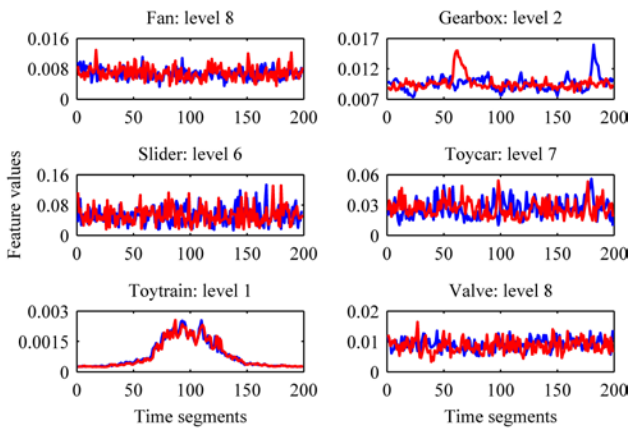 Fan: level 8
0.016
0.008
0
0 50 100 150 200
Gearbox: level 2
0.017
0.012
0.007
0 50 100 150 200
Feature values
Slider: level 6
0.16
0.08
0
0 50 100 150 200
Toycar: level 7
0.06
0.03
0
0 50 100 150 200
Toytrain: level 1
0.003
0.0015
0
0 50 100 150 200
Time segments
Valve: level 8
0.02
0.01
0
0 50 100 150 200
Time segments